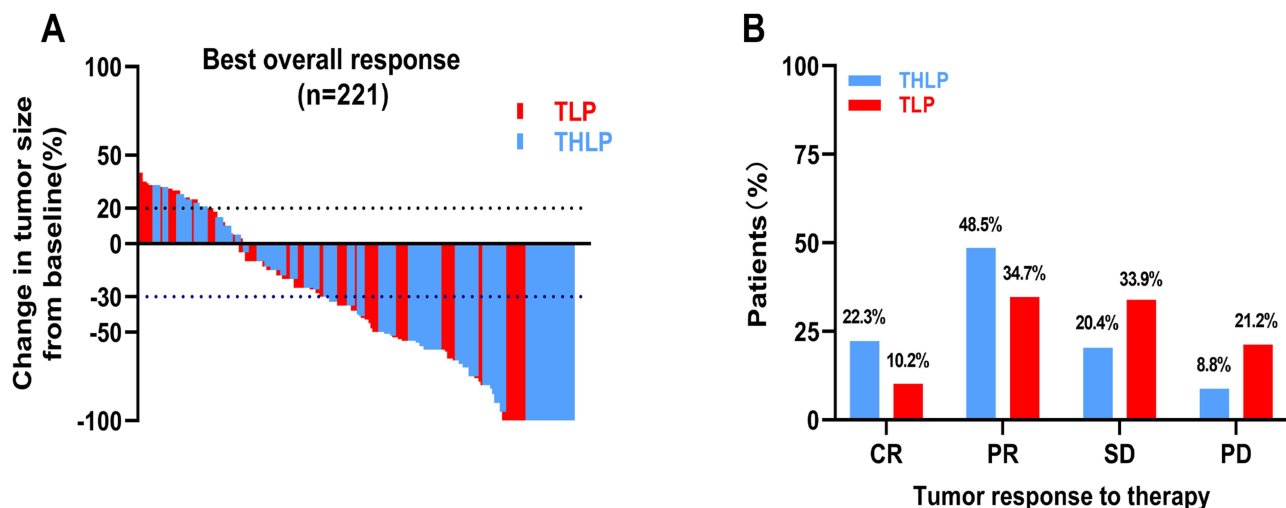 A
Best overall response
(n=221)
TLP
THLP
Change in tumor size
from baseline(%)
100
50
20
0
-30
-50
-100
B
THLP
TLP
Patients(%)
100
75
50
25
0
22.3%
10.2%
48.5%
34.7%
20.4%
33.9%
8.8%
21.2%
CR
PR
SD
PD
Tumor response to therapy